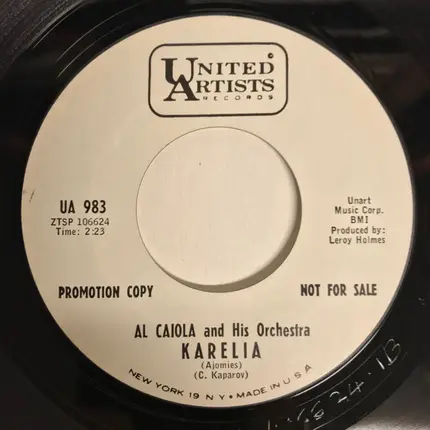 UNITED
ARTISTS
RECORDS
UA 983
ZTSP 106624
Time: 2:23
Unart
Music Corp.
BMI
Produced by:
Leroy Holmes
PROMOTION COPY
NOT FOR SALE
AL CAIOLA and His Orchestra
KARELIA
(Ajomies)
(C. Kaparov)
NEW YORK 19 N Y • MADE IN U S A